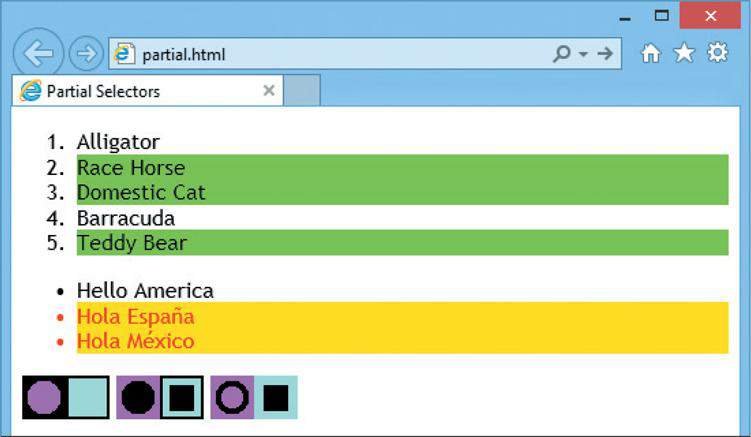 partial.html
Partial Selectors
1. Alligator
2. Race Horse
3. Domestic Cat
4. Barracuda
5. Teddy Bear
• Hello America
• Hola España
• Hola México